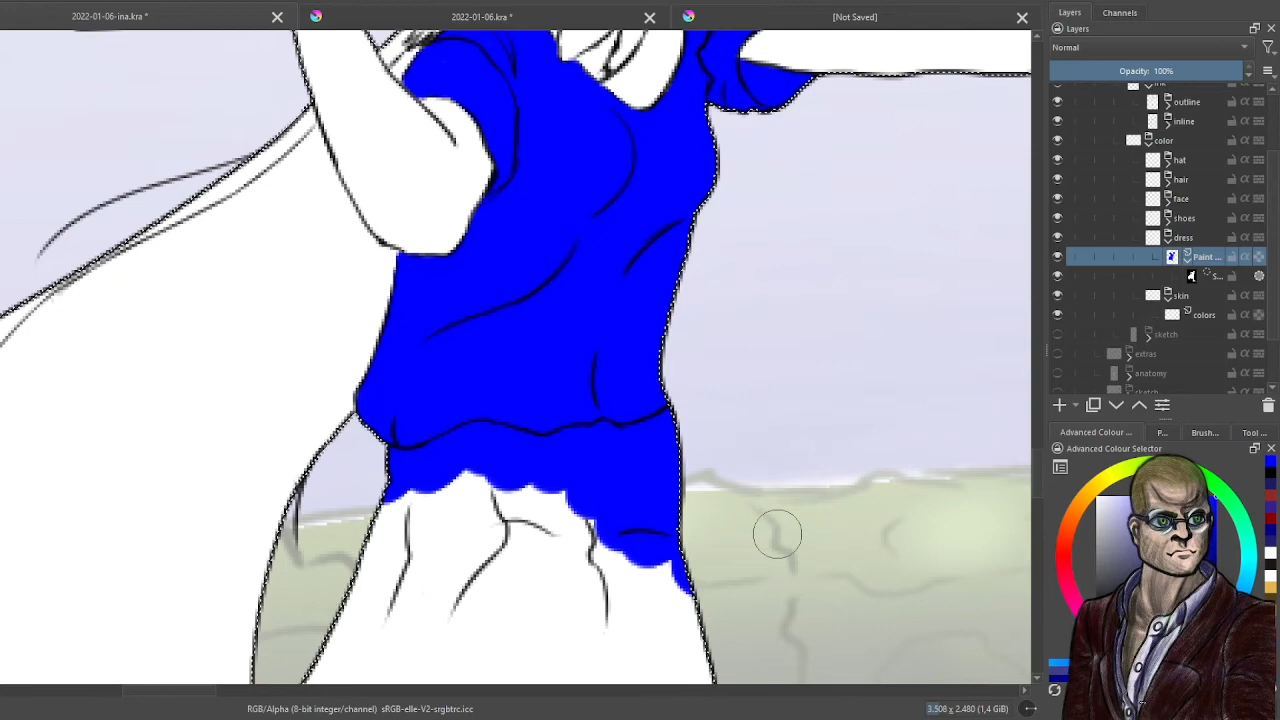 2022-01-06-ina.kra *
2022-01-06.kra *
[Not Saved]
Layers
Channels
Layers
Normal
Opacity: 100%
outline
inline
color
hat
hair
face
shoes
dress
Paint ...
S...
skin
colors
sketch
extras
anatomy
sketch
Advanced Colour ...
P...
Brush...
Tool ...
Advanced Colour Selector
RGB/Alpha (8-bit integer/channel) sRGB-elle-V2-srgbtrc.icc
3.508 x 2.480 (1,4 GiB)